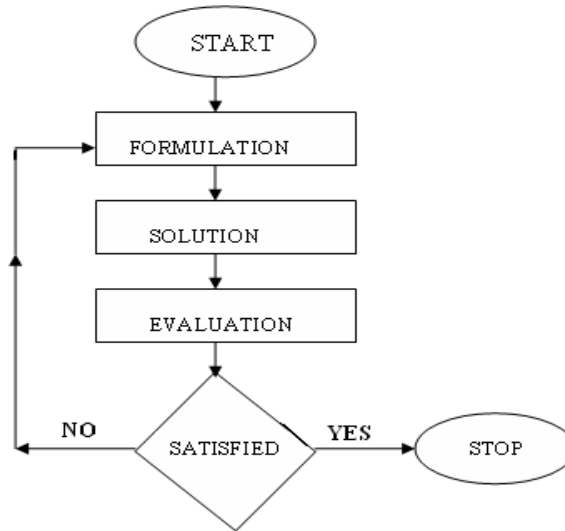 START
FORMULATION
SOLUTION
EVALUATION
NO
SATISFIED
YES
STOP